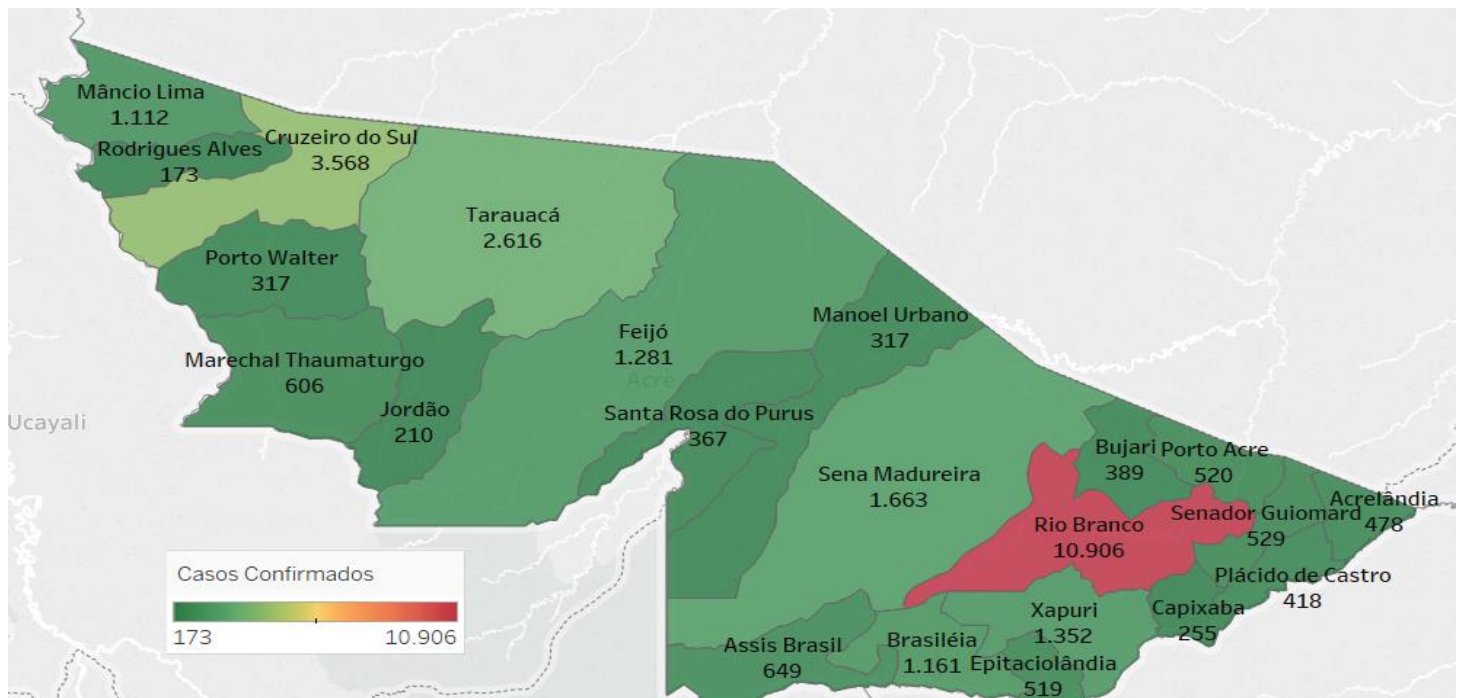 Mâncio Lima
1.112
Cruzeiro do Sul
3.568
Rodrigues Alves
173
Tarauacá
2.616
Porto Walter
317
Manoel Urbano
317
Feijó
1.281
Acre
Marechal Thaumaturgo
606
Jordão
210
Santa Rosa do Purus
367
Ucayali
Sena Madureira
1.663
Bujari
389
Porto Acre
520
Rio Branco
10.906
Senador Guiomard
529
Acrelândia
478
Plácido de Castro
418
Capixaba
255
Xapuri
1.352
Assis Brasil
649
Brasiléia
1.161
Epitaciolândia
519
Casos Confirmados
173 10.906